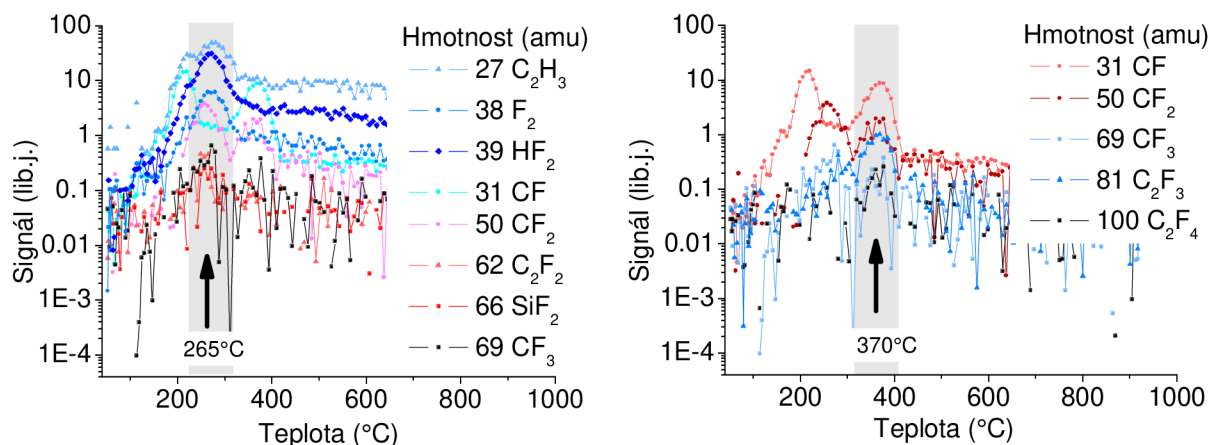 Signál (lib.j.)
100
10
1
0.1
0.01
1E-3
1E-4
200
400
600
800
1000
Teplota (°C)
265°C
Hmotnost (amu)
27 C₂H₃
38 F₂
39 HF₂
31 CF
50 CF₂
62 C₂F₂
66 SiF₂
69 CF₃
Signál (lib.j.)
100
10
1
0.1
0.01
1E-3
1E-4
200
400
600
800
1000
Teplota (°C)
370°C
Hmotnost (amu)
31 CF
50 CF₂
69 CF₃
81 C₂F₃
100 C₂F₄